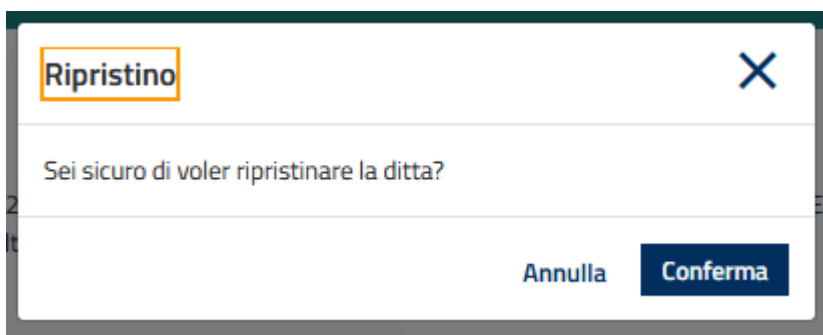 Ripristino
Sei sicuro di voler ripristinare la ditta?
Annulla Conferma